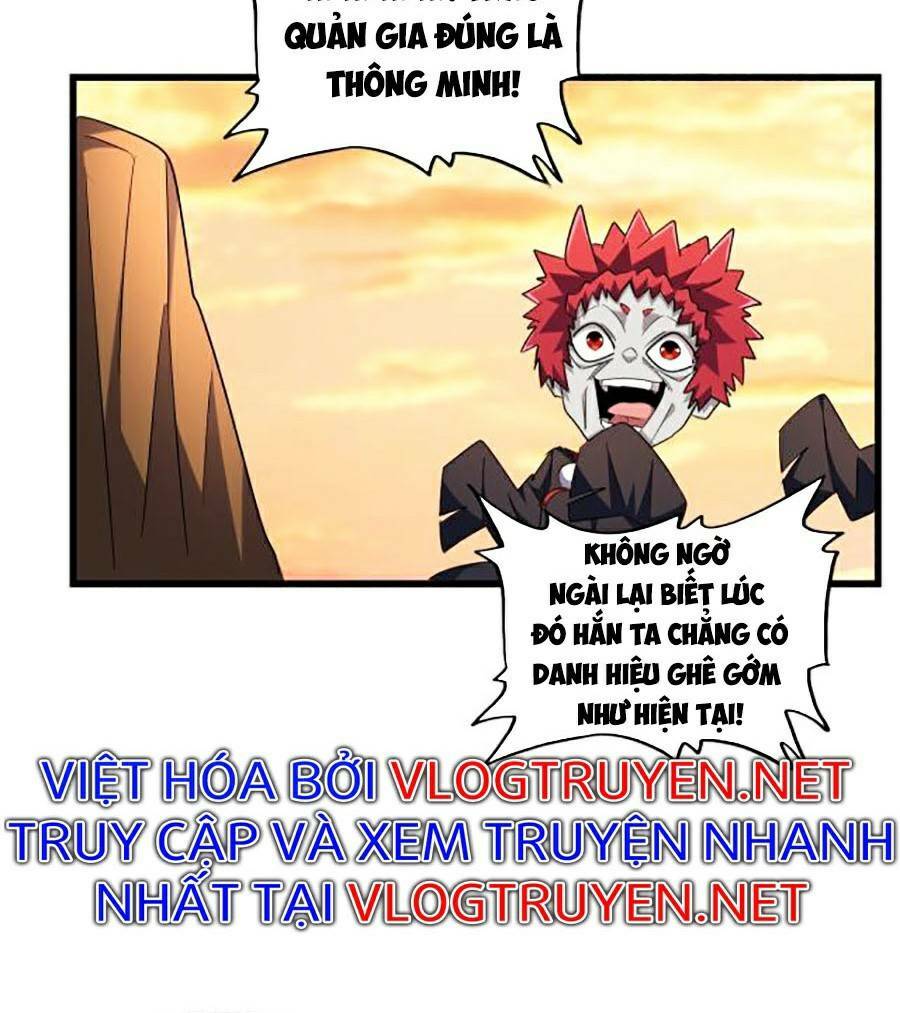 QUẢN GIA ĐÚNG LÀ
THÔNG MINH!
KHÔNG NGỜ
NGÀI LẠI BIẾT LÚC
ĐÓ HẮN TA CHẲNG CÓ
DANH HIỆU GHÊ GỚM
NHƯ HIỆN TẠI!
VIỆT HÓA BỞI VLOGTRUYEN.NET
TRUY CẬP VÀ XEM TRUYỆN NHANH
NHẤT TẠI VLOGTRUYEN.NET